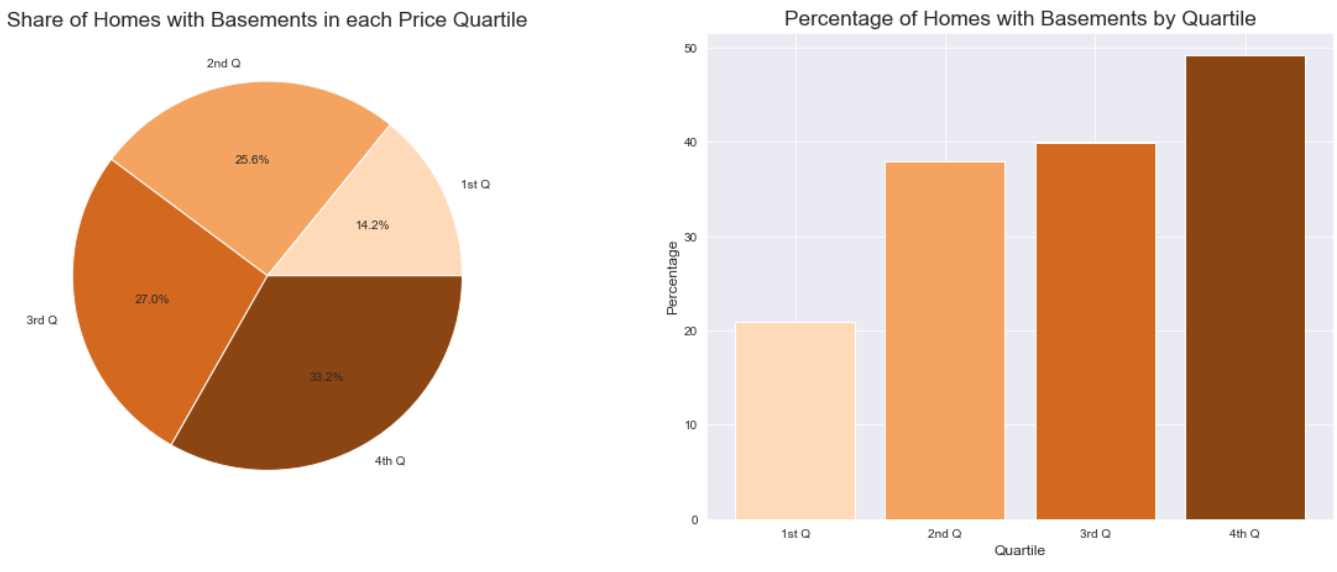 Share of Homes with Basements in each Price Quartile
2nd Q
25.6%
1st Q
14.2%
27.0%
3rd Q
33.2%
4th Q
Percentage of Homes with Basements by Quartile
50
40
30
20
10
0
Percentage
1st Q
2nd Q
3rd Q
4th Q
Quartile